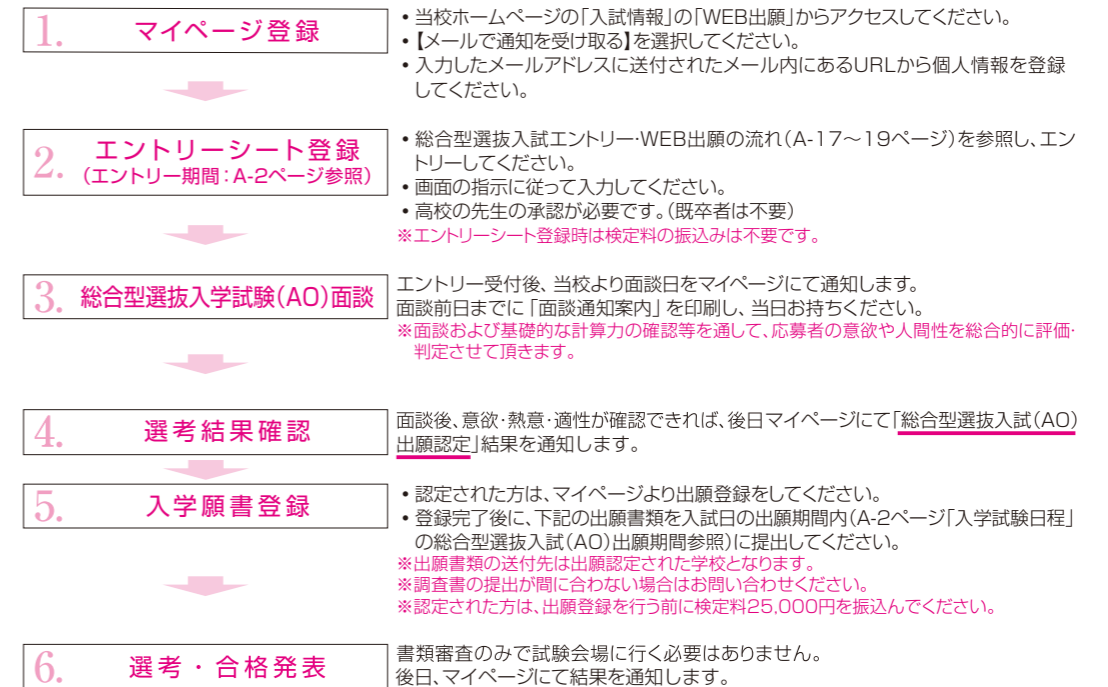 1. マイページ登録
• 当校ホームページの「入試情報」の「WEB出願」からアクセスしてください。
• 【メールで通知を受け取る】を選択してください。
• 入力したメールアドレスに送付されたメール内にあるURLから個人情報を登録
してください。
2. エントリーシート登録
(エントリー期間：A-2ページ参照)
• 総合型選抜入試エントリー・WEB出願の流れ(A-17〜19ページ)を参照し、エン
トリーしてください。
• 画面の指示に従って入力してください。
• 高校の先生の承認が必要です。(既卒者は不要)
※エントリーシート登録時は検定料の振込みは不要です。
3. 総合型選抜入学試験(AO)面談
エントリー受付後、当校より面談日をマイページにて通知します。
面談前日までに「面談通知案内」を印刷し、当日お持ちください。
※面談および基礎的な計算力の確認等を通して、応募者の意欲や人間性を総合的に評価・
判定させて頂きます。
4. 選考結果確認
面談後、意欲・熱意・適性が確認できれば、後日マイページにて「総合型選抜入試(AO)
出願認定」結果を通知します。
5. 入学願書登録
• 認定された方は、マイページより出願登録をしてください。
• 登録完了後に、下記の出願書類を入試日の出願期間内(A-2ページ「入学試験日程」
の総合型選抜入試(AO)出願期間参照)に提出してください。
※出願書類の送付先は出願認定された学校となります。
※調査書の提出が間に合わない場合はお問い合わせください。
※認定された方は、出願登録を行う前に検定料25,000円を振込んでください。
6. 選考・合格発表
書類審査のみで試験会場に行く必要はありません。
後日、マイページにて結果を通知します。